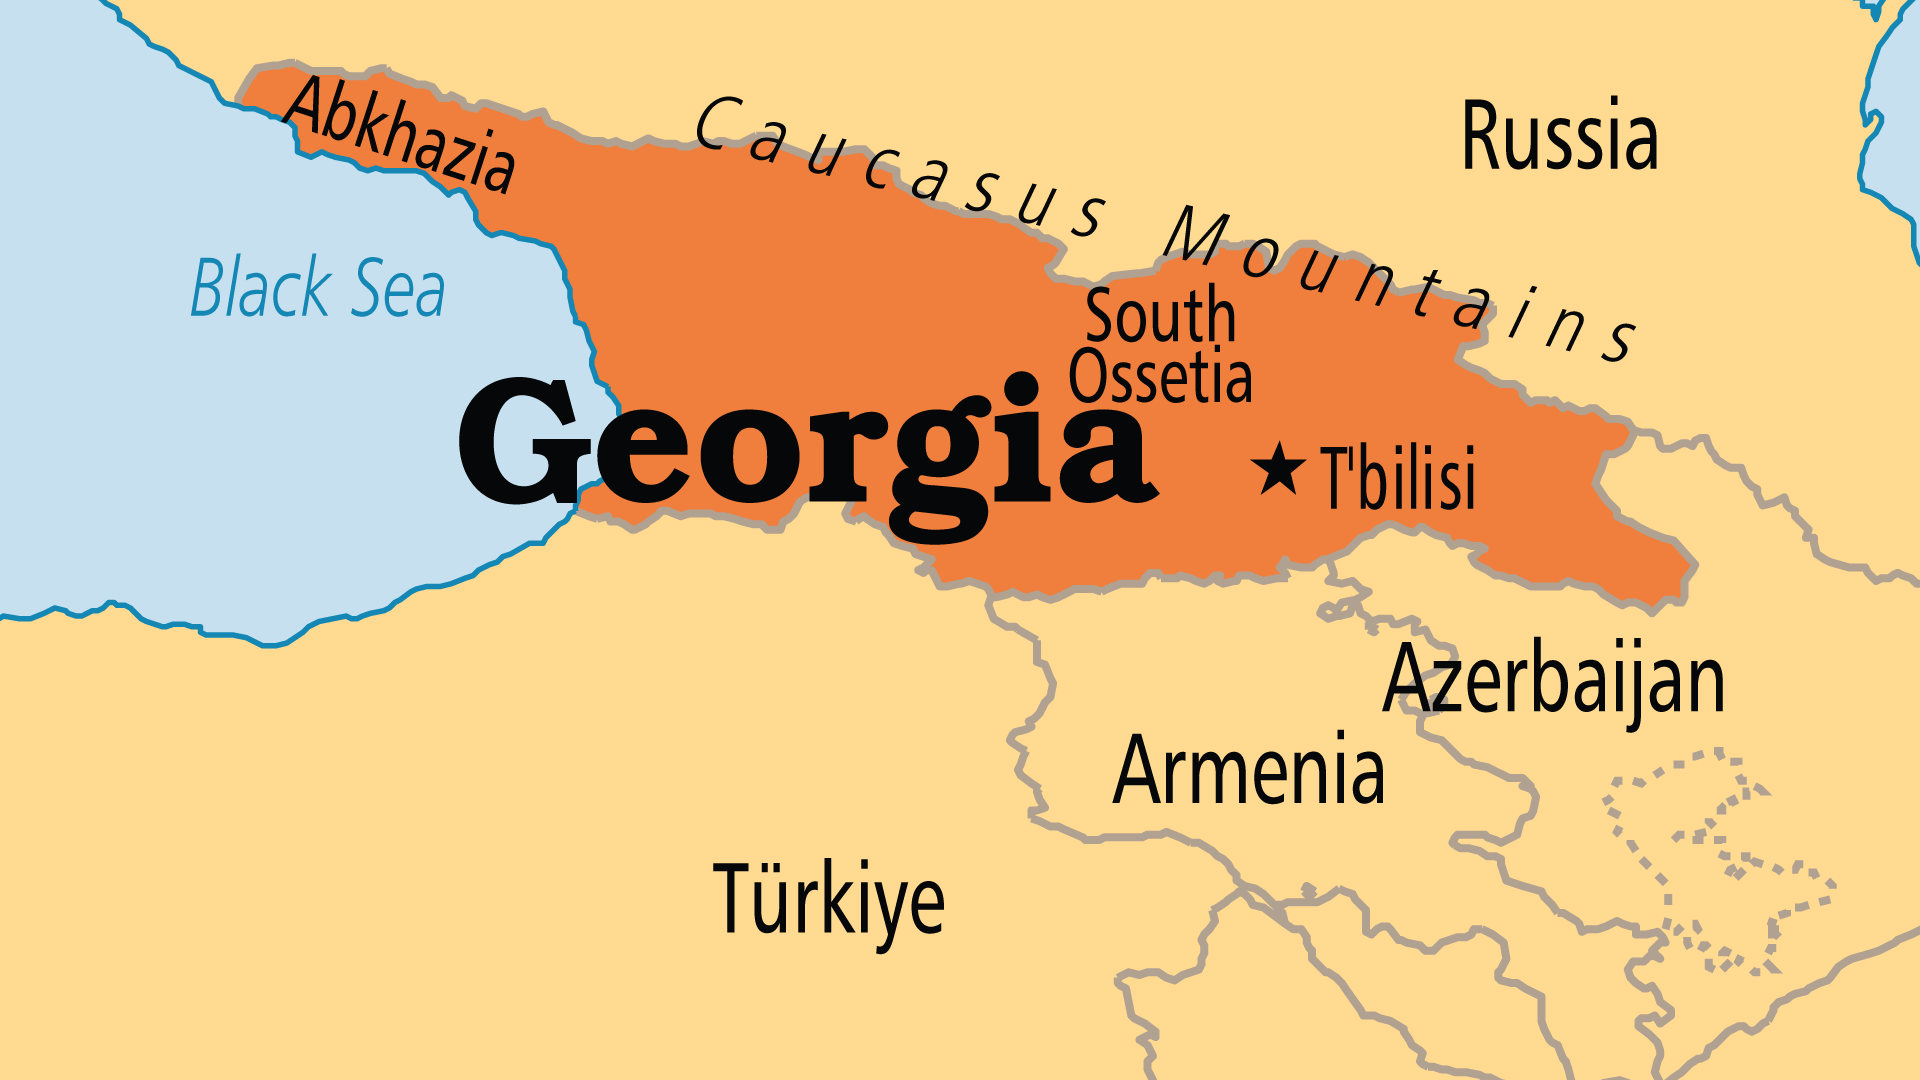 Abkhazia
Caucasus Mountains
Russia
Black Sea
South
Ossetia
Georgia
T'bilisi
Azerbaijan
Armenia
Türkiye